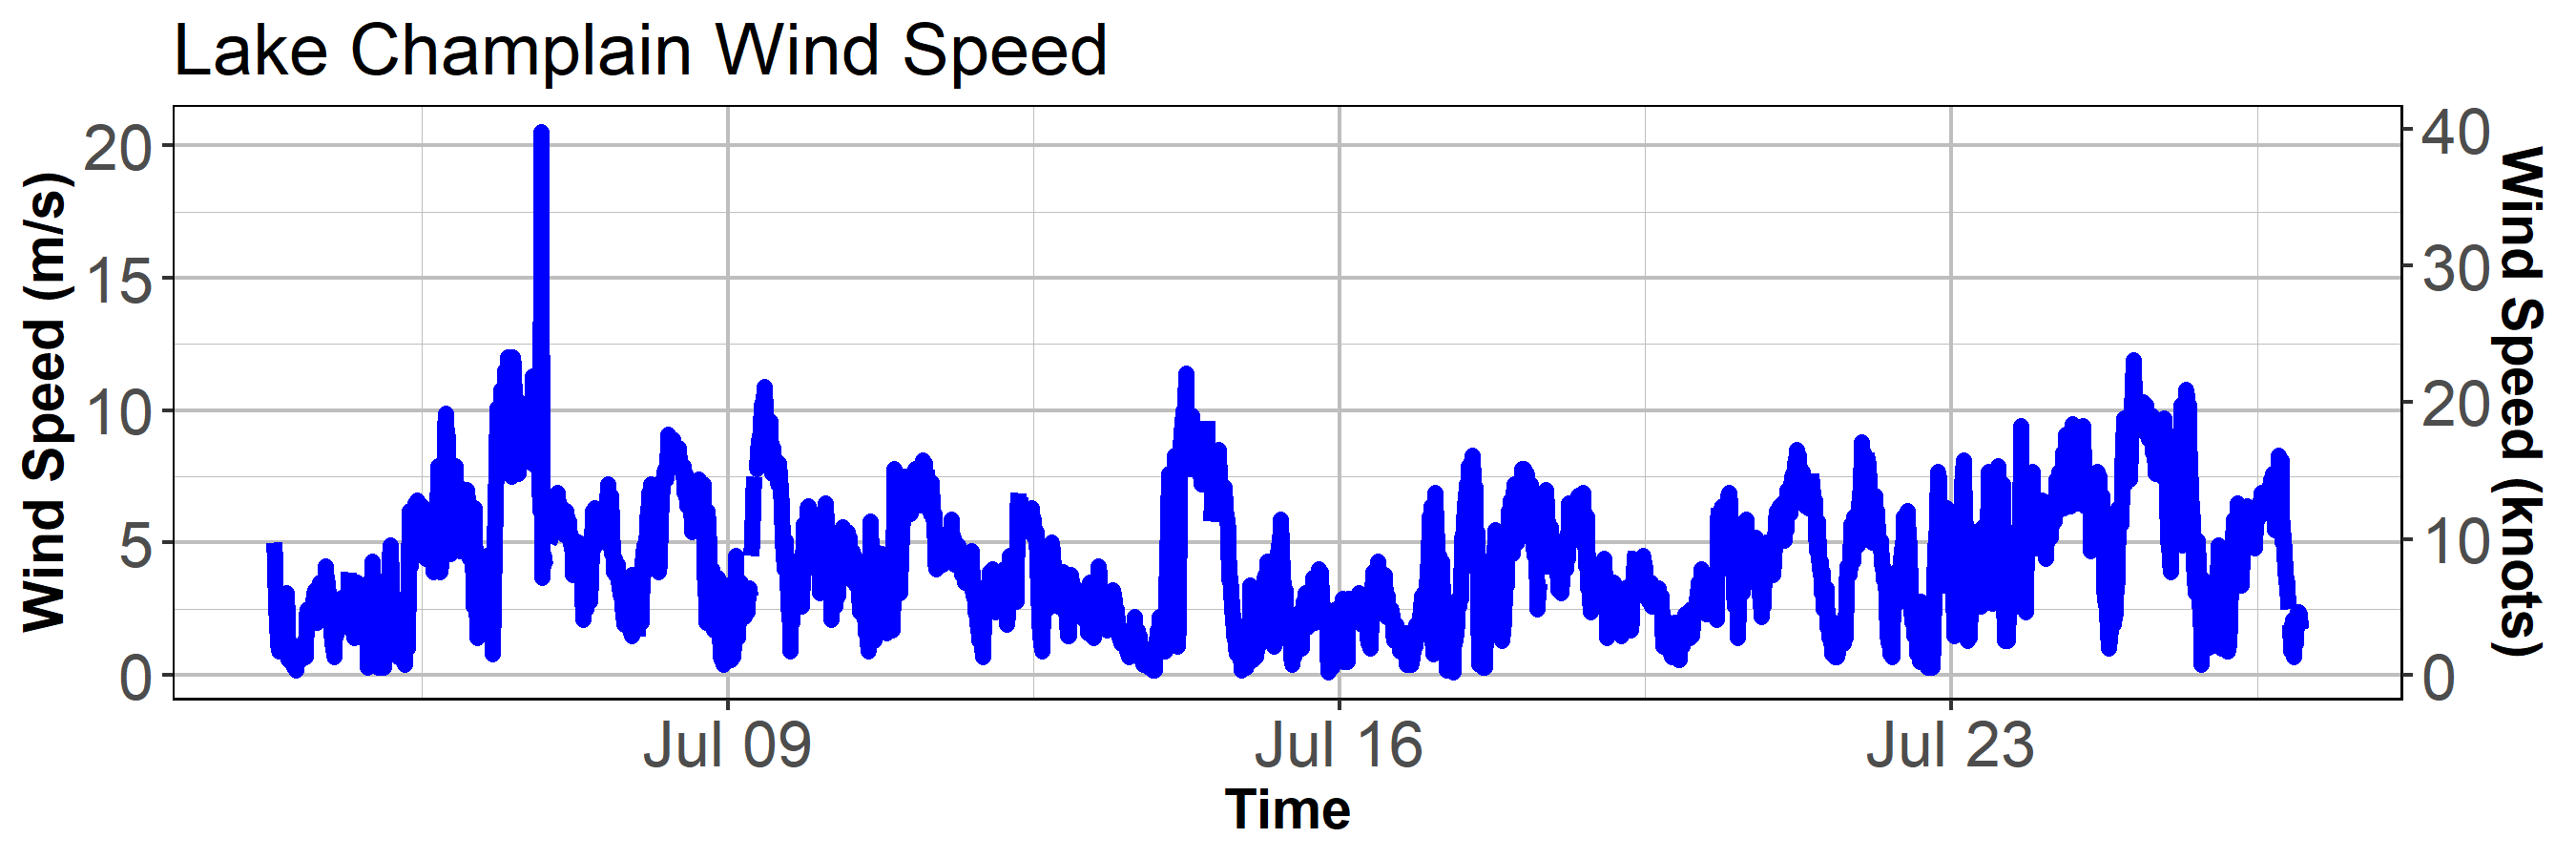 Lake Champlain Wind Speed
Wind Speed (m/s)
20
15
10
5
0
40
30
20
10
0
Wind Speed (knots)
Jul 09
Jul 16
Jul 23
Time